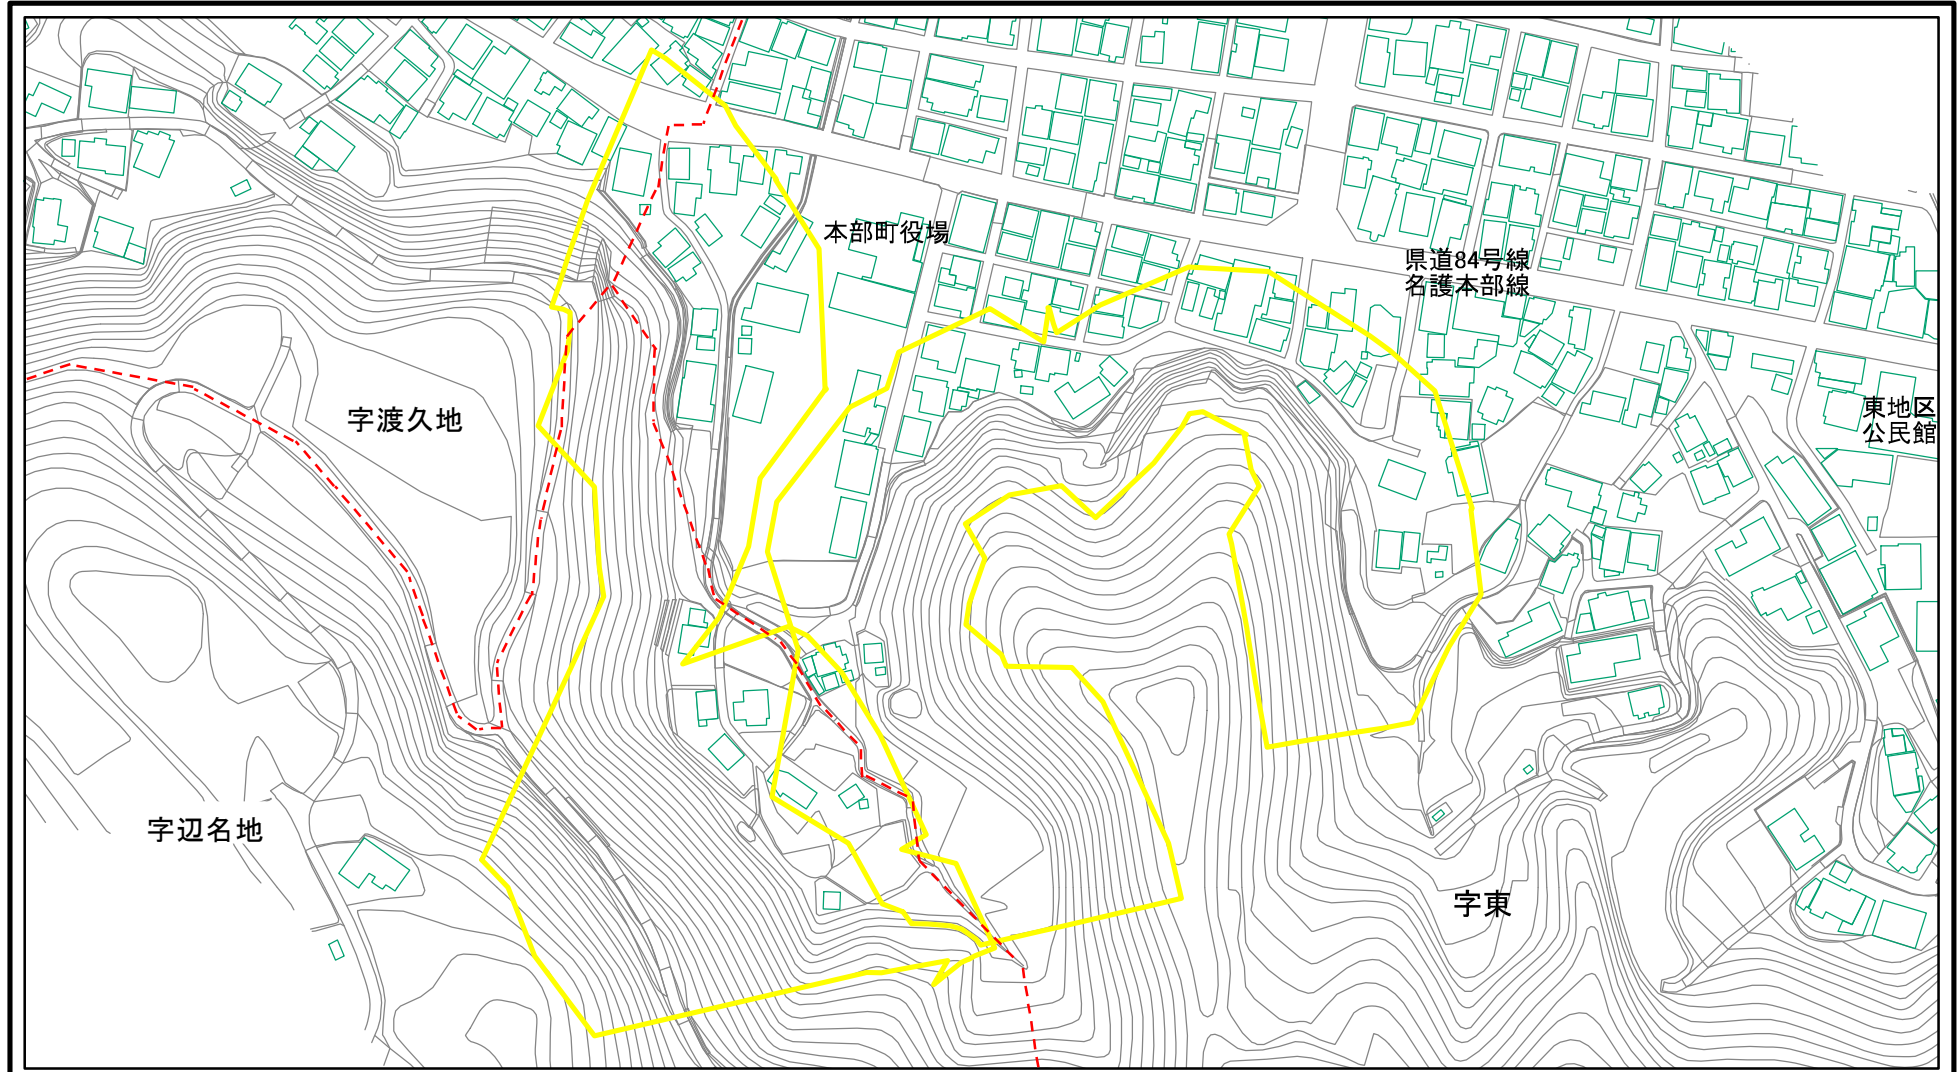 本部町役場
県道84号線
名護本部線
東地区
公民館
字渡久地
字辺名地
字東